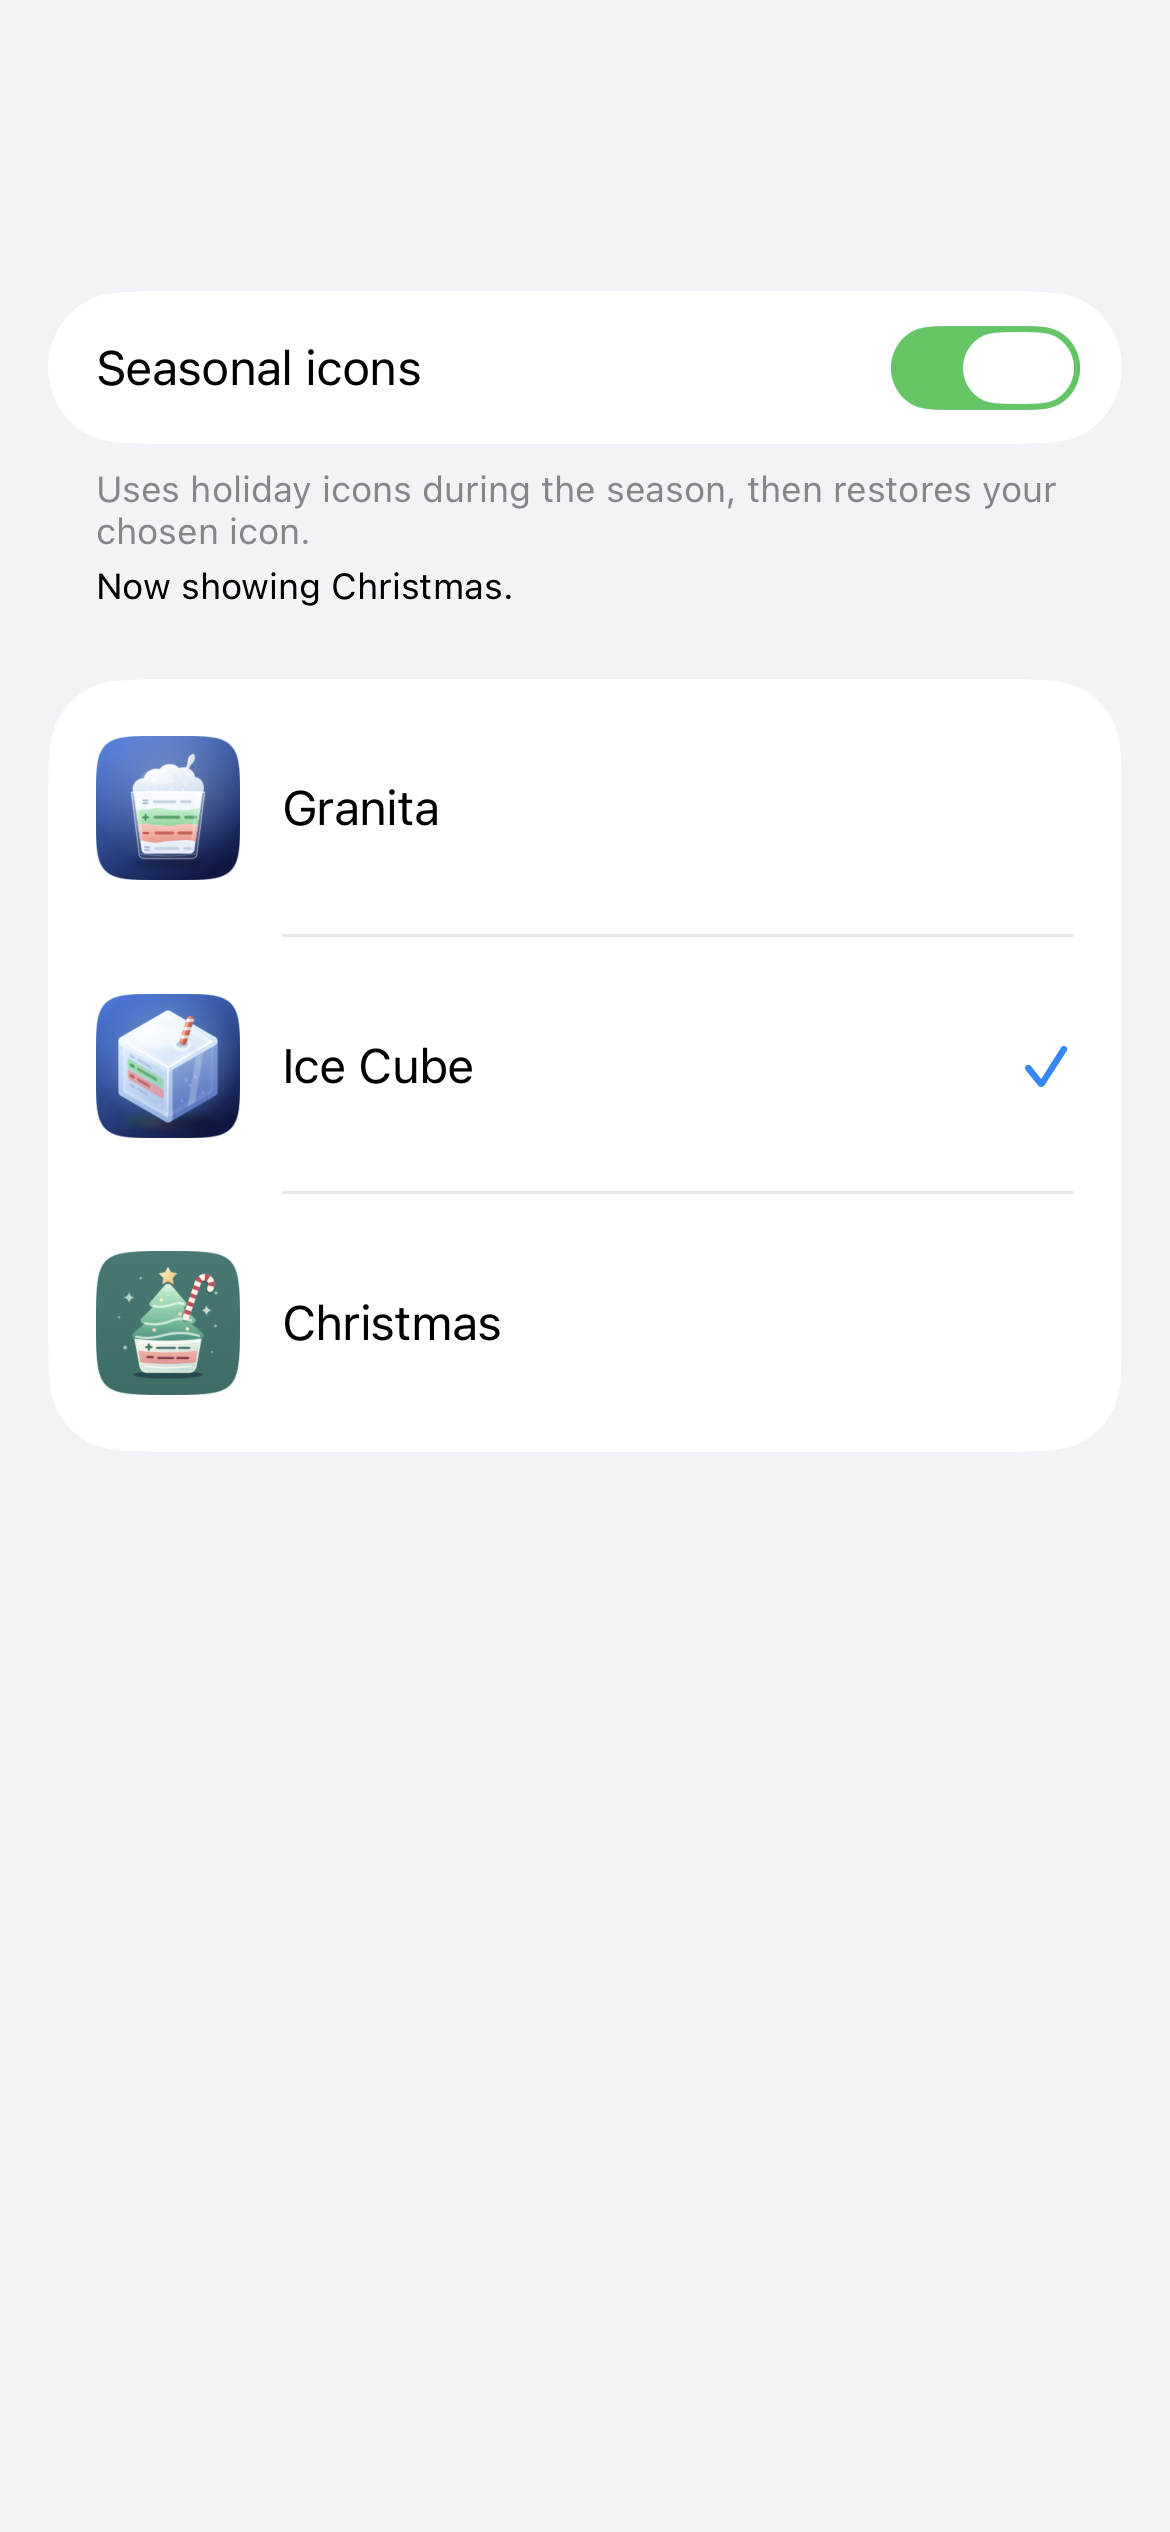 Seasonal icons
Uses holiday icons during the season, then restores your
chosen icon.
Now showing Christmas.
Granita
Ice Cube
Christmas